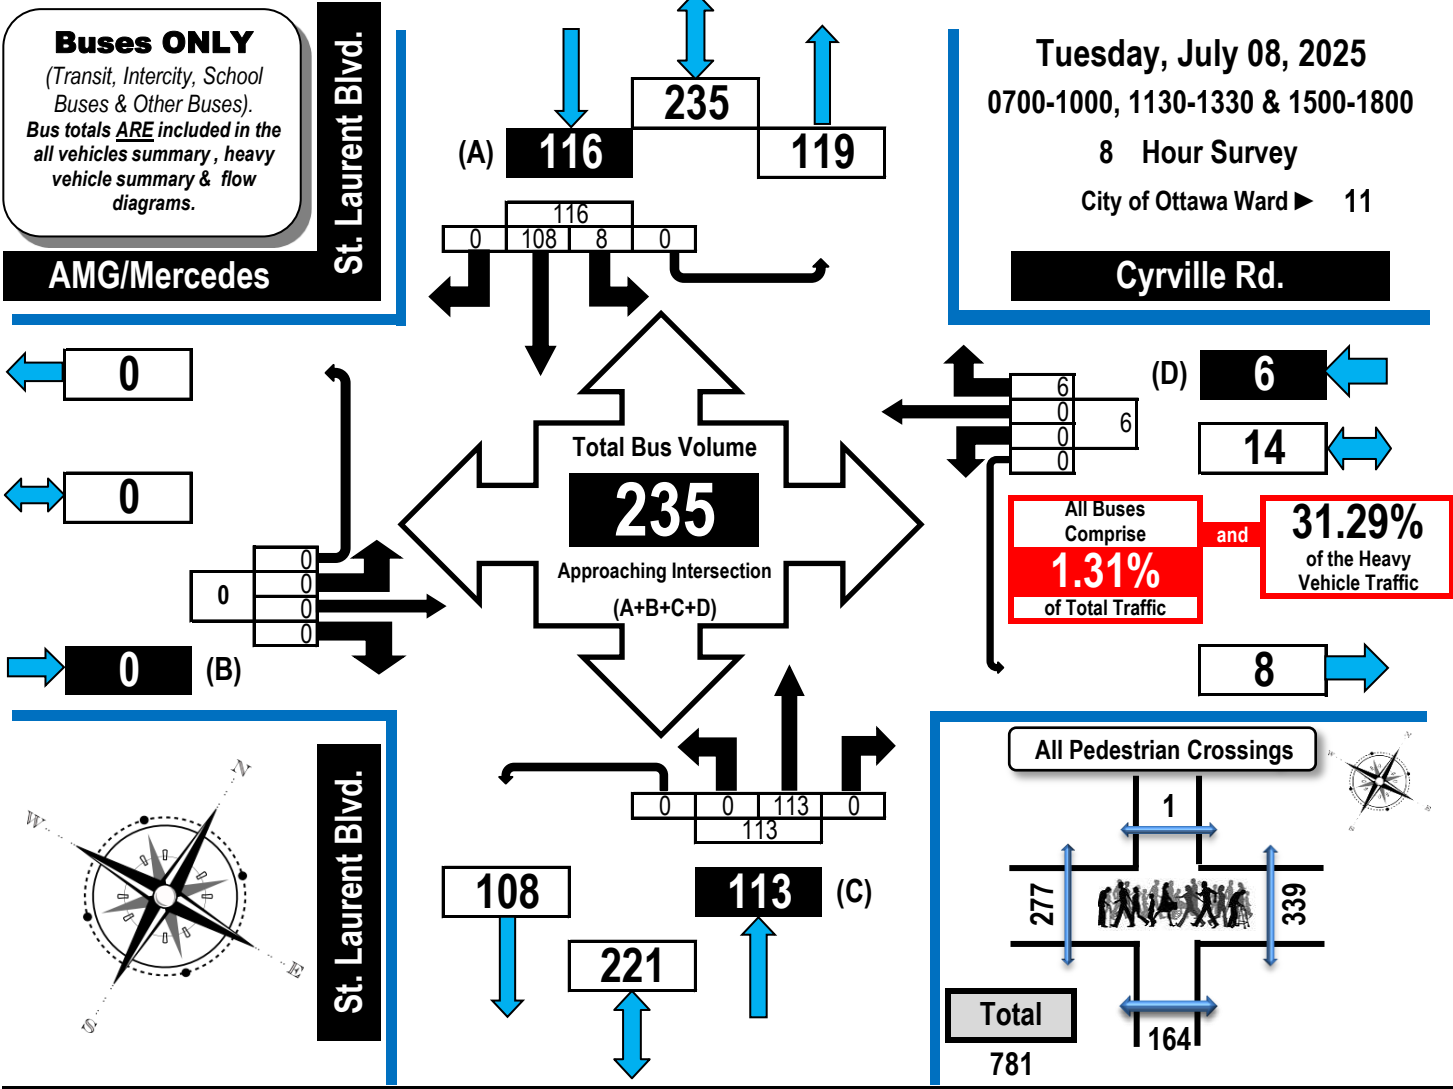 Buses ONLY
(Transit, Intercity, School
Buses & Other Buses).
Bus totals ARE included in the
all vehicles summary , heavy
vehicle summary & flow
diagrams.
St. Laurent Blvd.
AMG/Mercedes
235
(A)
116
119
116
0
108
8
0
Tuesday, July 08, 2025
0700-1000, 1130-1330 & 1500-1800
8 Hour Survey
City of Ottawa Ward ► 11
Cyrville Rd.
0
0
0
0
0
0
0
0
(B)
Total Bus Volume
235
Approaching Intersection
(A+B+C+D)
(D)
6
6
0
0
0
6
14
All Buses
Comprise
1.31%
of Total Traffic
and
31.29%
of the Heavy
Vehicle Traffic
8
N
W
E
S
St. Laurent Blvd.
0
0
113
0
113
108
113
(C)
221
All Pedestrian Crossings
N
W
E
S
1
277
339
164
Total
781